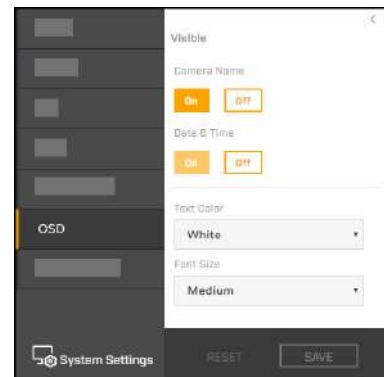 Visible
Camera Name
On Off
Date & Time
On Off
Text Color
OSD
White
Font Size
Medium
System Settings
RESET SAVE